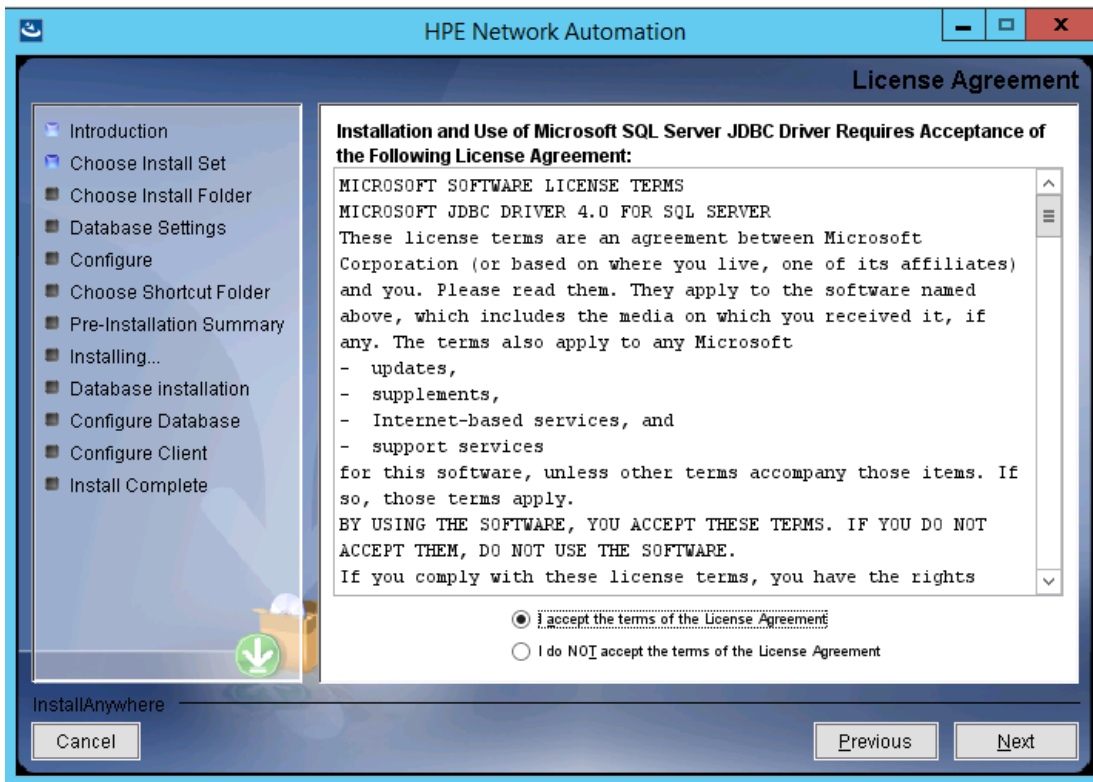 HPE Network Automation
License Agreement
Introduction
Choose Install Set
Choose Install Folder
Database Settings
Configure
Choose Shortcut Folder
Pre-Installation Summary
Installing...
Database installation
Configure Database
Configure Client
Install Complete
Installation and Use of Microsoft SQL Server JDBC Driver Requires Acceptance of
the Following License Agreement:
MICROSOFT SOFTWARE LICENSE TERMS
MICROSOFT JDBC DRIVER 4.0 FOR SQL SERVER
These license terms are an agreement between Microsoft
Corporation (or based on where you live, one of its affiliates)
and you. Please read them. They apply to the software named
above, which includes the media on which you received it, if
any. The terms also apply to any Microsoft
- updates,
- supplements,
- Internet-based services, and
- support services
for this software, unless other terms accompany those items. If
so, those terms apply.
BY USING THE SOFTWARE, YOU ACCEPT THESE TERMS. IF YOU DO NOT
ACCEPT THEM, DO NOT USE THE SOFTWARE.
If you comply with these license terms, you have the rights
I accept the terms of the License Agreement
I do NOT accept the terms of the License Agreement
InstallAnywhere
Cancel
Previous
Next